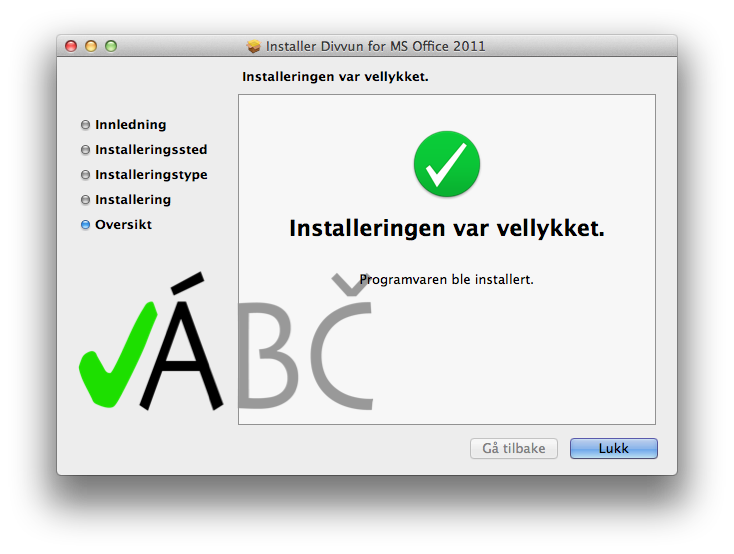 Installer Divvun for MS Office 2011
Installeringen var vellykket.
Innledning
Installeringssted
Installeringstype
Installering
Oversikt
Installeringen var vellykket.
Programvaren ble installert.
ÁBČ
Gå tilbake
Lukk